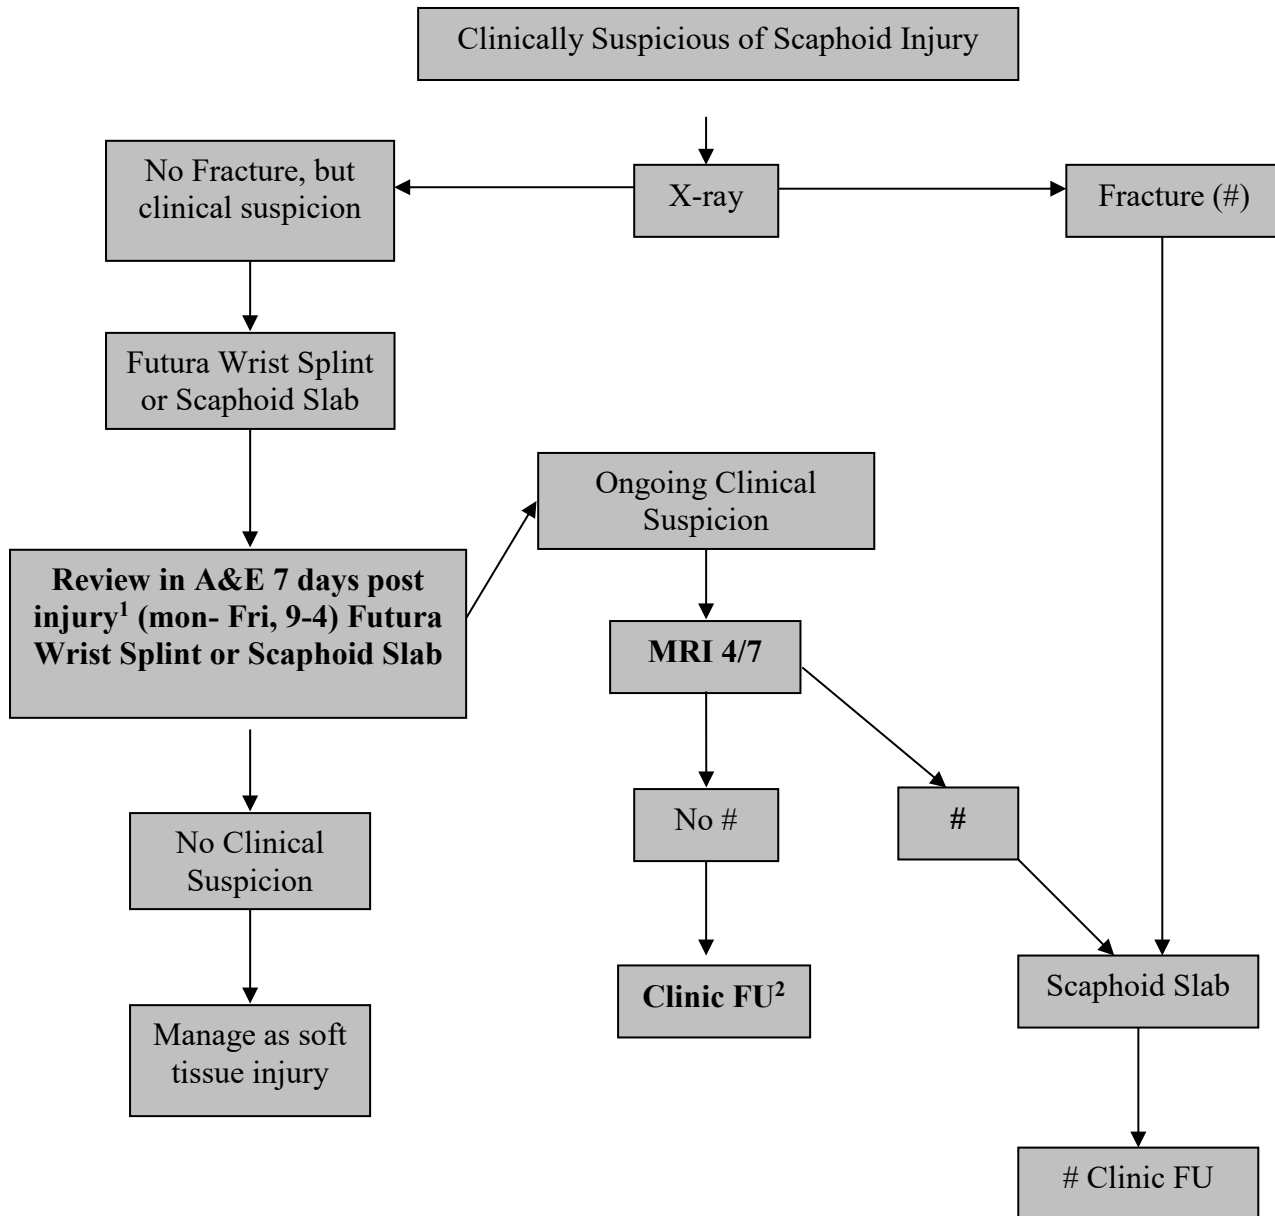 Clinically Suspicious of Scaphoid Injury
No Fracture, but
clinical suspicion
X-ray
Fracture (#)
Futura Wrist Splint
or Scaphoid Slab
Ongoing Clinical
Suspicion
Review in A&E 7 days post
injury¹ (mon- Fri, 9-4) Futura
Wrist Splint or Scaphoid Slab
MRI 4/7
No #
#
No Clinical
Suspicion
Clinic FU²
Scaphoid Slab
Manage as soft
tissue injury
# Clinic FU